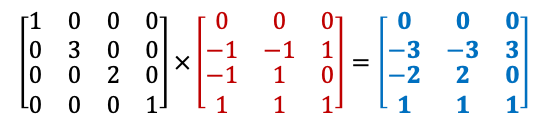 1 0 0 0   0 0 0   0 0 0
0 3 0 0   −1 −1 1   −3 −3 3
0 0 2 0 × −1 1 0 = −2 2 0
0 0 0 1   1 1 1   1 1 1